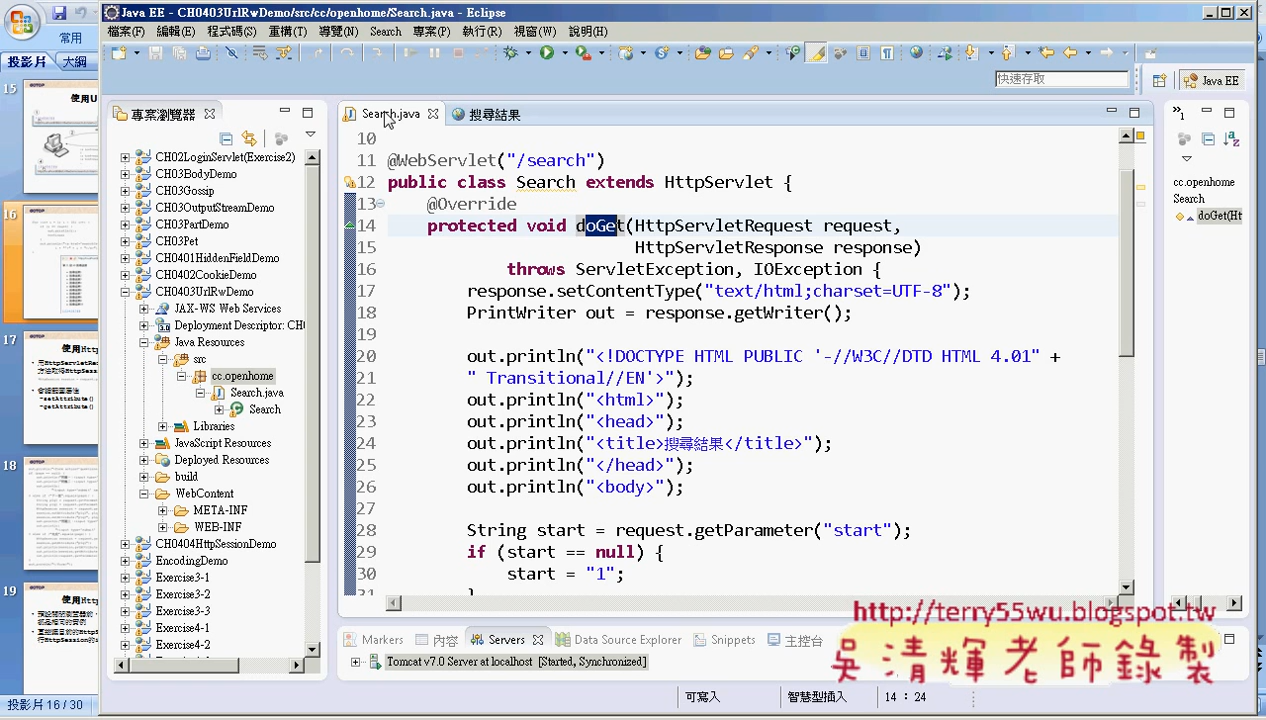 Java EE - CH0403UrlRwDemo/src/cc/openhome/Search.java - Eclipse
常用
檔案(F) 編輯(E) 程式碼(S) 重構(T) 導覽(N) Search 專案(P) 執行(R) 視窗(W) 說明(H)
投影片 大綱
快速存取
Java EE
15
16
17
18
19
專案瀏覽器
CH02LoginServlet(Exercise2)
CH03BodyDemo
CH03Gossip
CH03OutputStreamDemo
CH03PartDemo
CH03Pet
CH0401HiddenFieldDemo
CH0402CookieDemo
CH0403UrlRwDemo
JAX-WS Web Services
Deployment Descriptor: CH0
Java Resources
src
cc.openhome
Search.java
Search
Libraries
JavaScript Resources
Deployed Resources
build
WebContent
META-INF
WEB-INF
CH0404HttpSessionDemo
EncodingDemo
Exercise3-1
Exercise3-2
Exercise3-3
Exercise4-1
Exercise4-2
Search.java 搜尋結果
10
11 @WebServlet("/search")
12 public class Search extends HttpServlet {
13 @Override
14 protected void doGet(HttpServletRequest request,
15 HttpServletResponse response)
16 throws ServletException, IOException {
17 response.setContentType("text/html;charset=UTF-8");
18 PrintWriter out = response.getWriter();
19
20 out.println("<!DOCTYPE HTML PUBLIC '-//W3C//DTD HTML 4.01" +
21 " Transitional//EN'>");
22 out.println("<html>");
23 out.println("<head>");
24 out.println("<title>搜尋結果</title>");
25 out.println("</head>");
26 out.println("<body>");
27
28 String start = request.getParameter("start");
29 if (start == null) {
30 start = "1";
31 }
cc.openhome
Search
doGet(Ht
Markers 內容 Servers Data Source Explorer Snippets 主控台
Tomcat v7.0 Server at localhost [Started, Synchronized]
http://terry55wu.blogspot.tw
吳清輝老師錄製
可寫入 智慧型插入 14 : 24
投影片 16 / 30